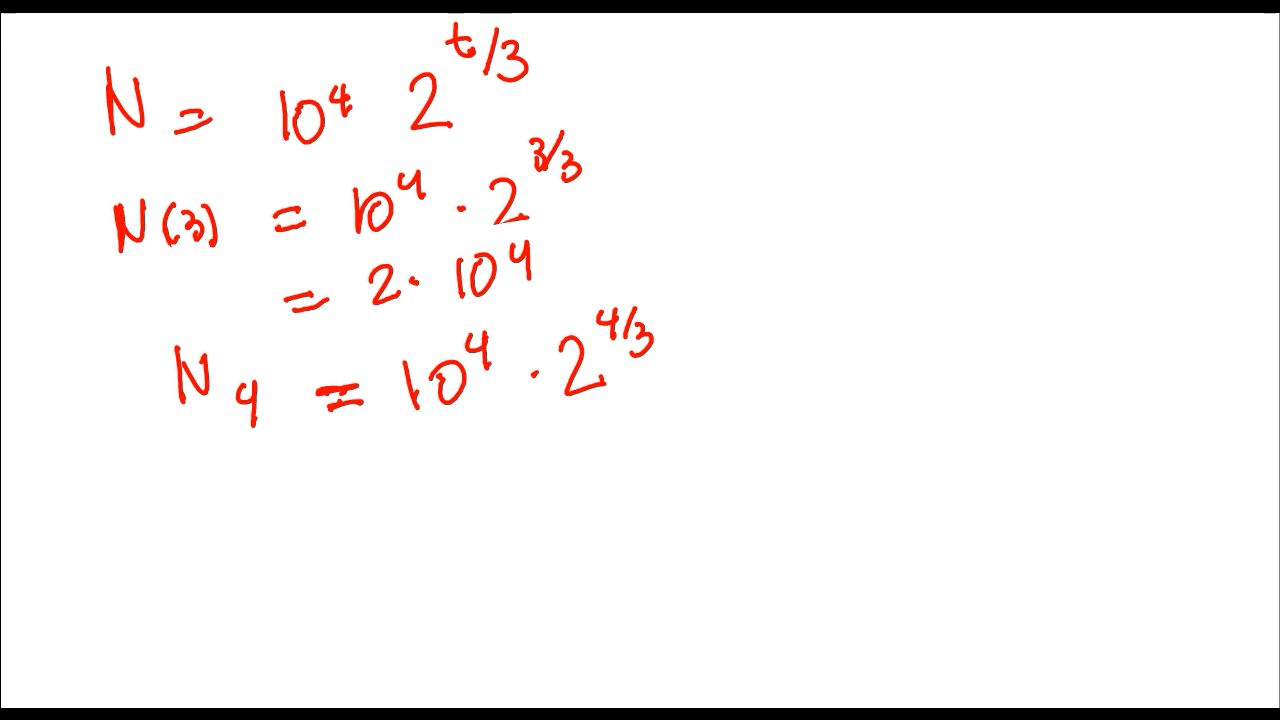 N = 10⁴ 2^{t/3}
N(3) = 10⁴ · 2^{3/3}
= 2 · 10⁴
N₄ = 10⁴ · 2^{4/3}